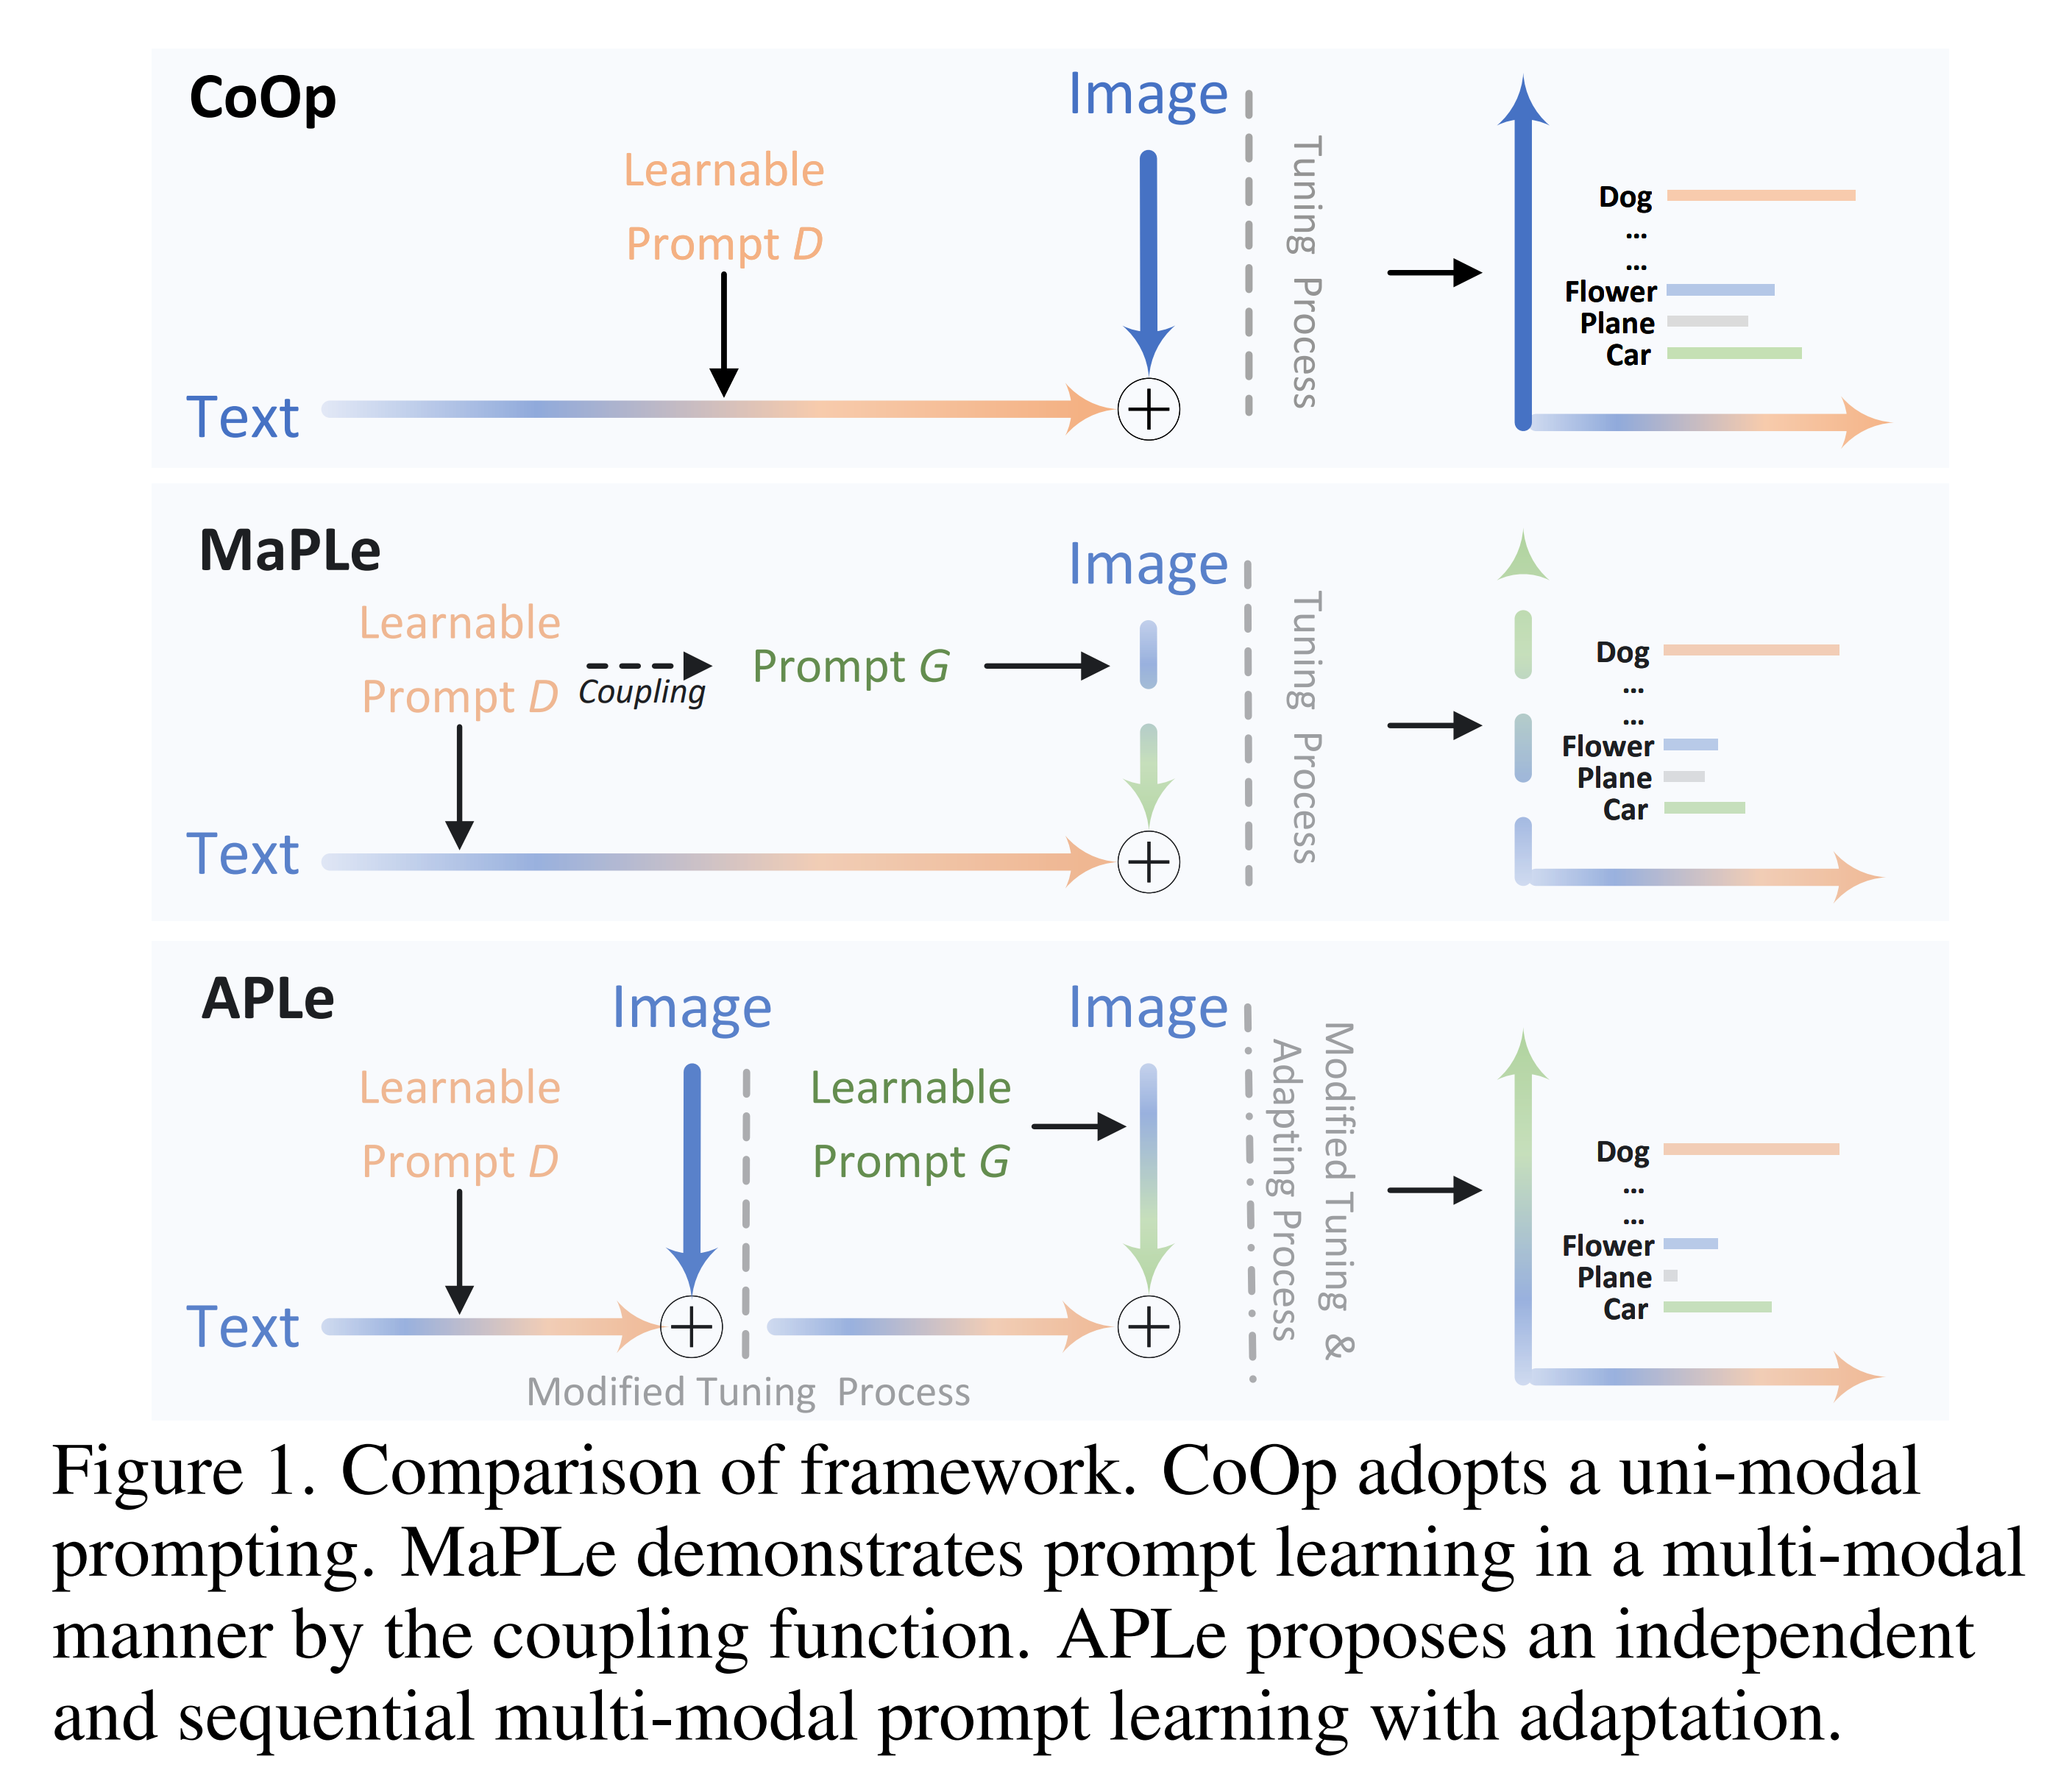 CoOp
Image
Learnable
Prompt D
Text
Tuning Process
Dog
...
...
Flower
Plane
Car
MaPLe
Image
Learnable
Prompt D
Coupling
Prompt G
Text
Tuning Process
Dog
...
...
Flower
Plane
Car
APLe
Image
Image
Learnable
Prompt D
Learnable
Prompt G
Text
Modified Tuning Process
Modified Tuning &
Adapting Process
Dog
...
...
Flower
Plane
Car
Figure 1. Comparison of framework. CoOp adopts a uni-modal
prompting. MaPLe demonstrates prompt learning in a multi-modal
manner by the coupling function. APLe proposes an independent
and sequential multi-modal prompt learning with adaptation.